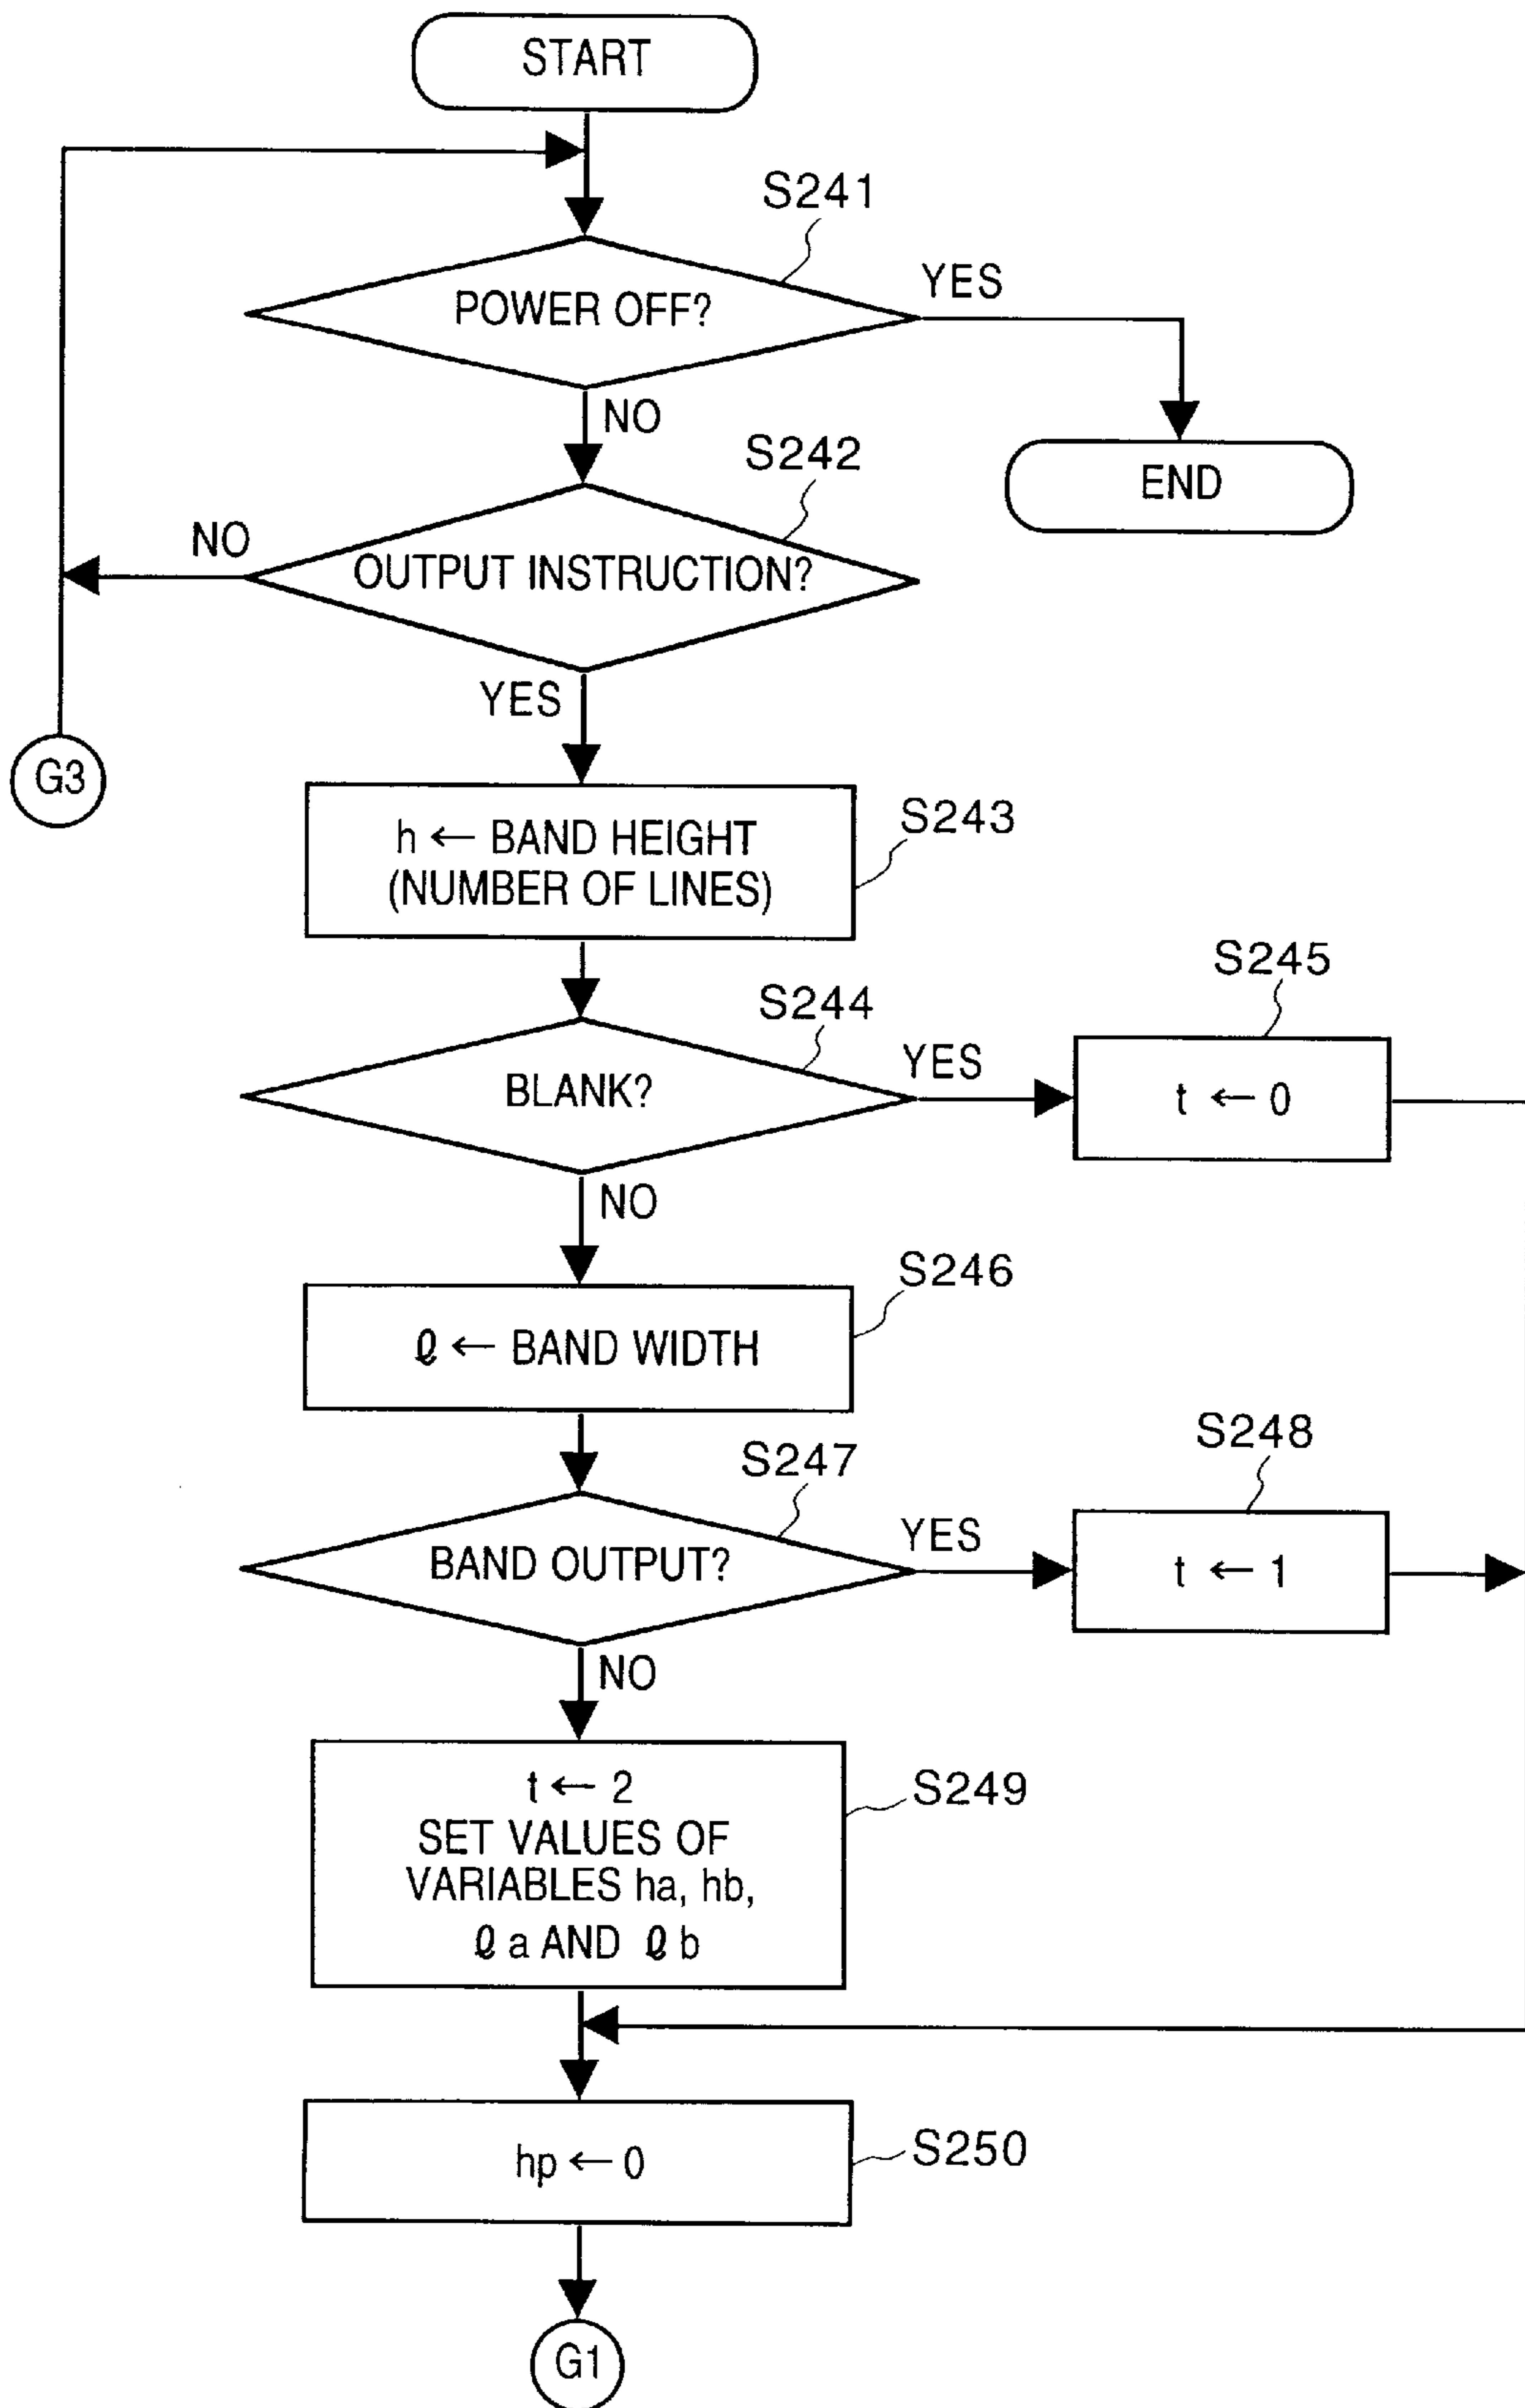 START
S241
POWER OFF?
YES
NO
END
S242
NO
OUTPUT INSTRUCTION?
YES
G3
h ← BAND HEIGHT
(NUMBER OF LINES)
S243
S244
BLANK?
YES
S245
t ← 0
NO
S246
ℓ ← BAND WIDTH
S247
BAND OUTPUT?
YES
S248
t ← 1
NO
t ← 2
SET VALUES OF
VARIABLES ha, hb,
ℓ a AND ℓ b
S249
hp ← 0
S250
G1